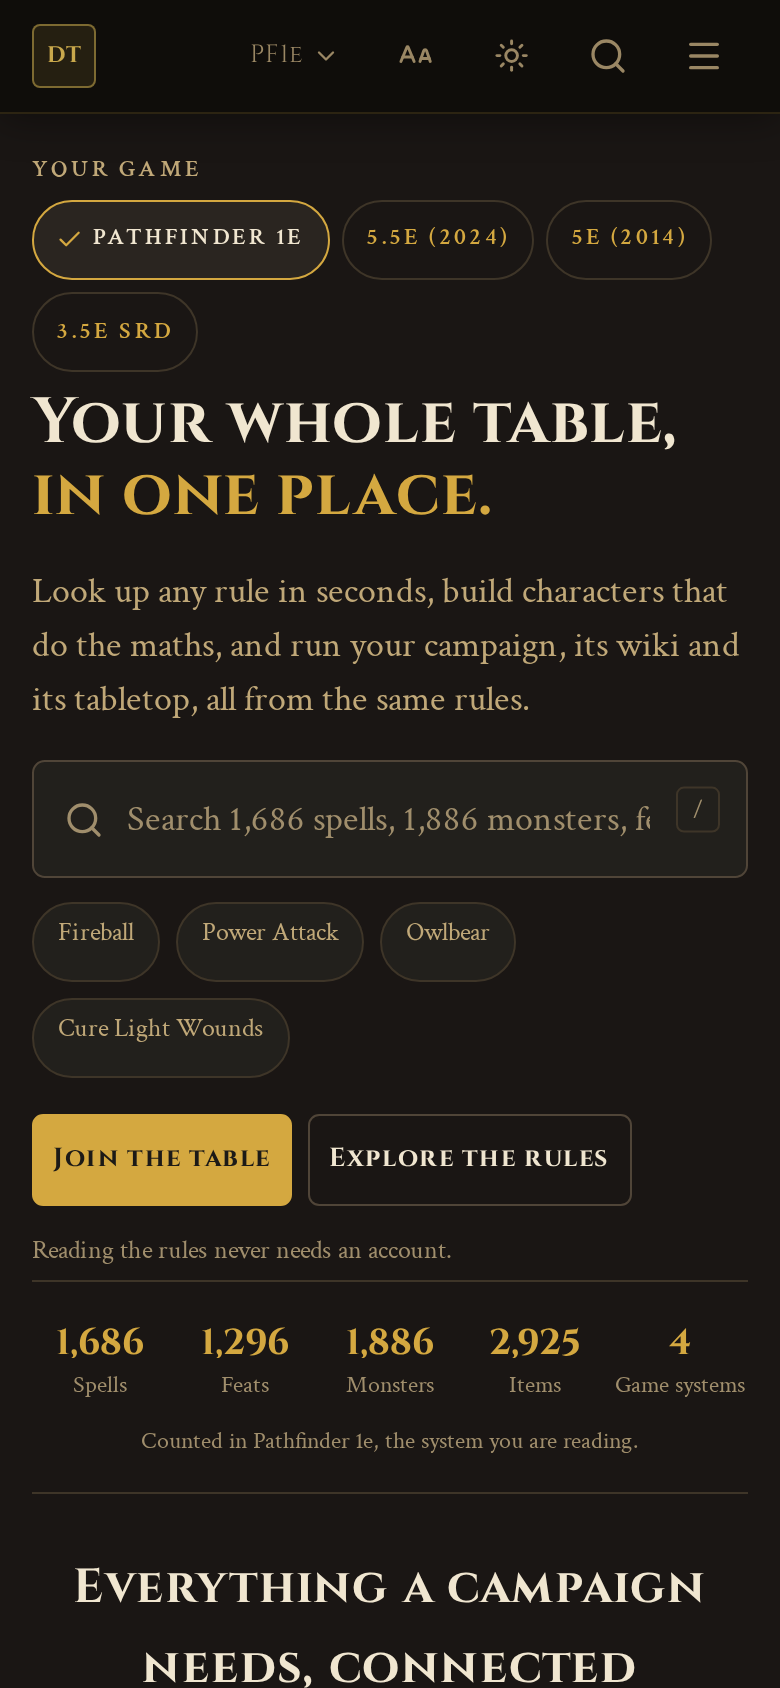 DT
PF1E
AA
YOUR GAME
PATHFINDER 1E
5.5E (2024)
5E (2014)
3.5E SRD
YOUR WHOLE TABLE,
IN ONE PLACE.
Look up any rule in seconds, build characters that
do the maths, and run your campaign, its wiki and
its tabletop, all from the same rules.
Search 1,686 spells, 1,886 monsters, fe
/
Fireball
Power Attack
Owlbear
Cure Light Wounds
JOIN THE TABLE
EXPLORE THE RULES
Reading the rules never needs an account.
1,686
Spells
1,296
Feats
1,886
Monsters
2,925
Items
4
Game systems
Counted in Pathfinder 1e, the system you are reading.
EVERYTHING A CAMPAIGN
NEEDS, CONNECTED